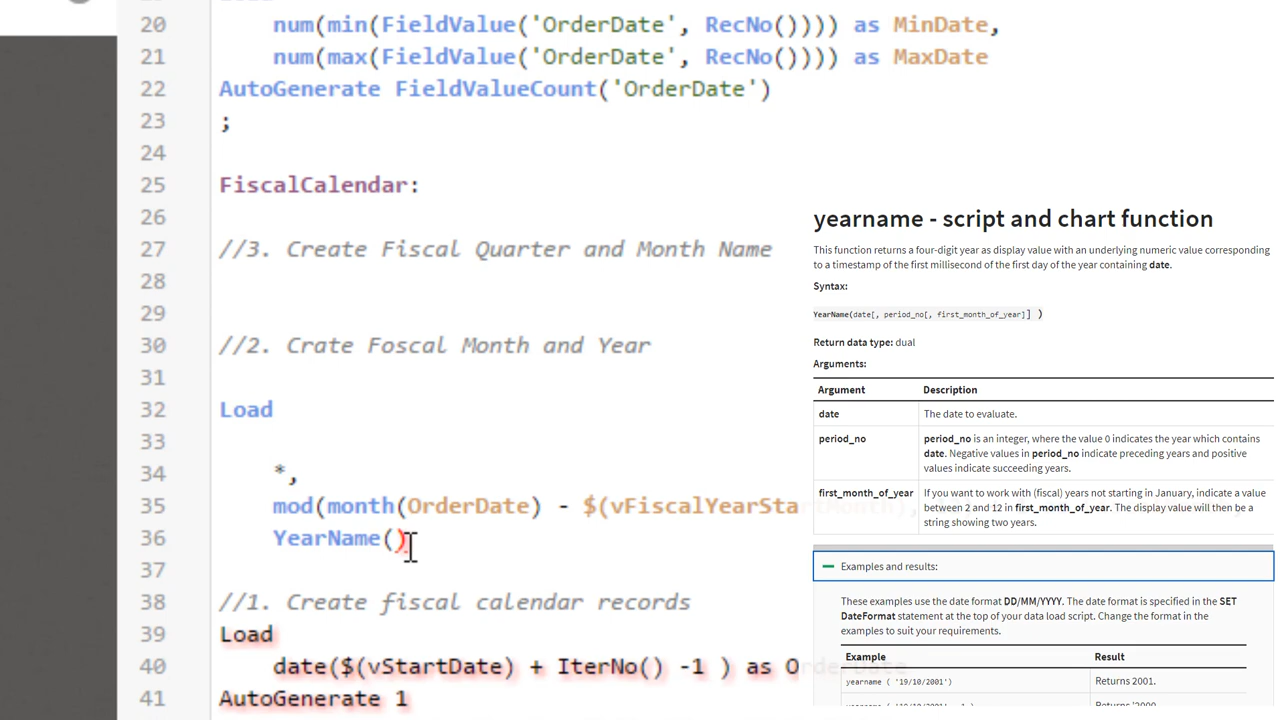 20 num(min(FieldValue('OrderDate', RecNo()))) as MinDate,
21 num(max(FieldValue('OrderDate', RecNo()))) as MaxDate
22 AutoGenerate FieldValueCount('OrderDate')
23 ;
24
25 FiscalCalendar:
26
27 //3. Create Fiscal Quarter and Month Name
28
29
30 //2. Crate Foscal Month and Year
31
32 Load
33
34 *,
35 mod(month(OrderDate) - $(vFiscalYearStartMonth),
36 YearName()
37
38 //1. Create fiscal calendar records
39 Load
40 date($(vStartDate) + IterNo() -1 ) as OrderDate
41 AutoGenerate 1
yearname - script and chart function
This function returns a four-digit year as display value with an underlying numeric value corresponding
to a timestamp of the first millisecond of the first day of the year containing date.
Syntax:
YearName(date[, period_no[, first_month_of_year]] )
Return data type: dual
Arguments:
Argument Description
date The date to evaluate.
period_no period_no is an integer, where the value 0 indicates the year which contains
date. Negative values in period_no indicate preceding years and positive
values indicate succeeding years.
first_month_of_year If you want to work with (fiscal) years not starting in January, indicate a value
between 2 and 12 in first_month_of_year. The display value will then be a
string showing two years.
Examples and results:
These examples use the date format DD/MM/YYYY. The date format is specified in the SET
DateFormat statement at the top of your data load script. Change the format in the
examples to suit your requirements.
Example Result
yearname ( '19/10/2001') Returns 2001.